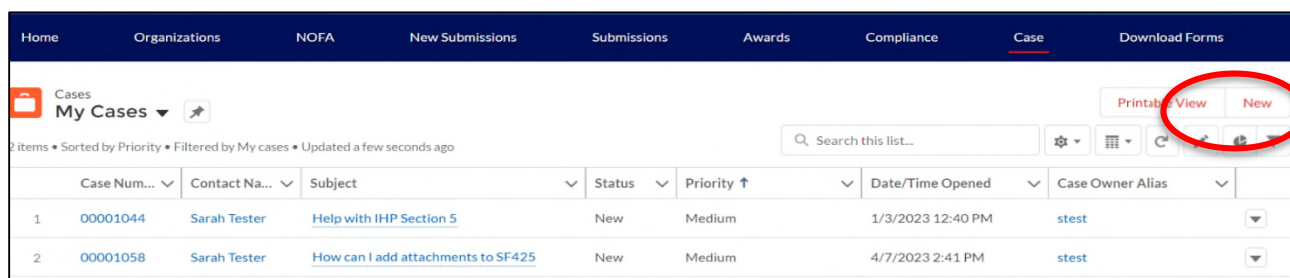 Home Organizations NOFA New Submissions Submissions Awards Compliance Case Download Forms
Cases
My Cases
Printable View New
2 items • Sorted by Priority • Filtered by My cases • Updated a few seconds ago
Search this list...
Case Num... Contact Na... Subject Status Priority ↑ Date/Time Opened Case Owner Alias
1 00001044 Sarah Tester Help with IHP Section 5 New Medium 1/3/2023 12:40 PM stest
2 00001058 Sarah Tester How can I add attachments to SF425 New Medium 4/7/2023 2:41 PM stest